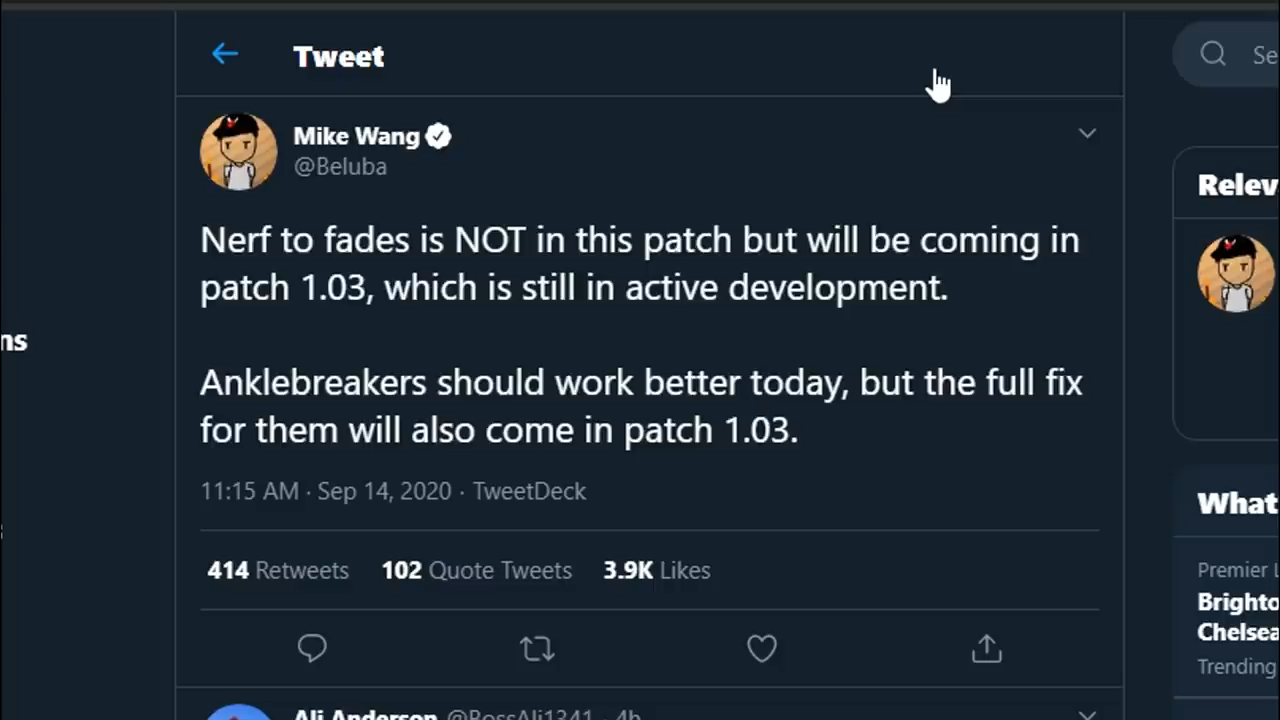 Tweet
Se
Mike Wang
@Beluba
Relev
Nerf to fades is NOT in this patch but will be coming in
patch 1.03, which is still in active development.
ns
Anklebreakers should work better today, but the full fix
for them will also come in patch 1.03.
11:15 AM · Sep 14, 2020 · TweetDeck
What
414 Retweets 102 Quote Tweets 3.9K Likes
Premier L
Brighto
Chelsea
Trending
Ali Anderson @BossAli1341 · 4h